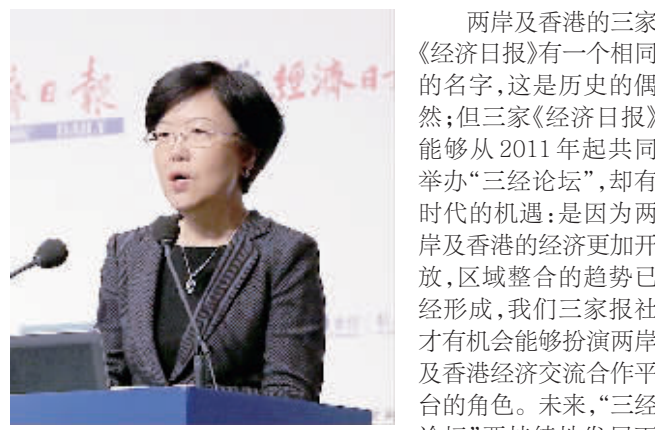 濟日報
DAILY
經濟日
两岸及香港的三家
《经济日报》有一个相同
的名字,这是历史的偶
然;但三家《经济日报》
能够从2011年起共同
举办“三经论坛”,却有
时代的机遇:是因为两
岸及香港的经济更加开
放,区域整合的趋势已
经形成,我们三家报社
才有机会能够扮演两岸
及香港经济交流合作平
台的角色。未来,“三经